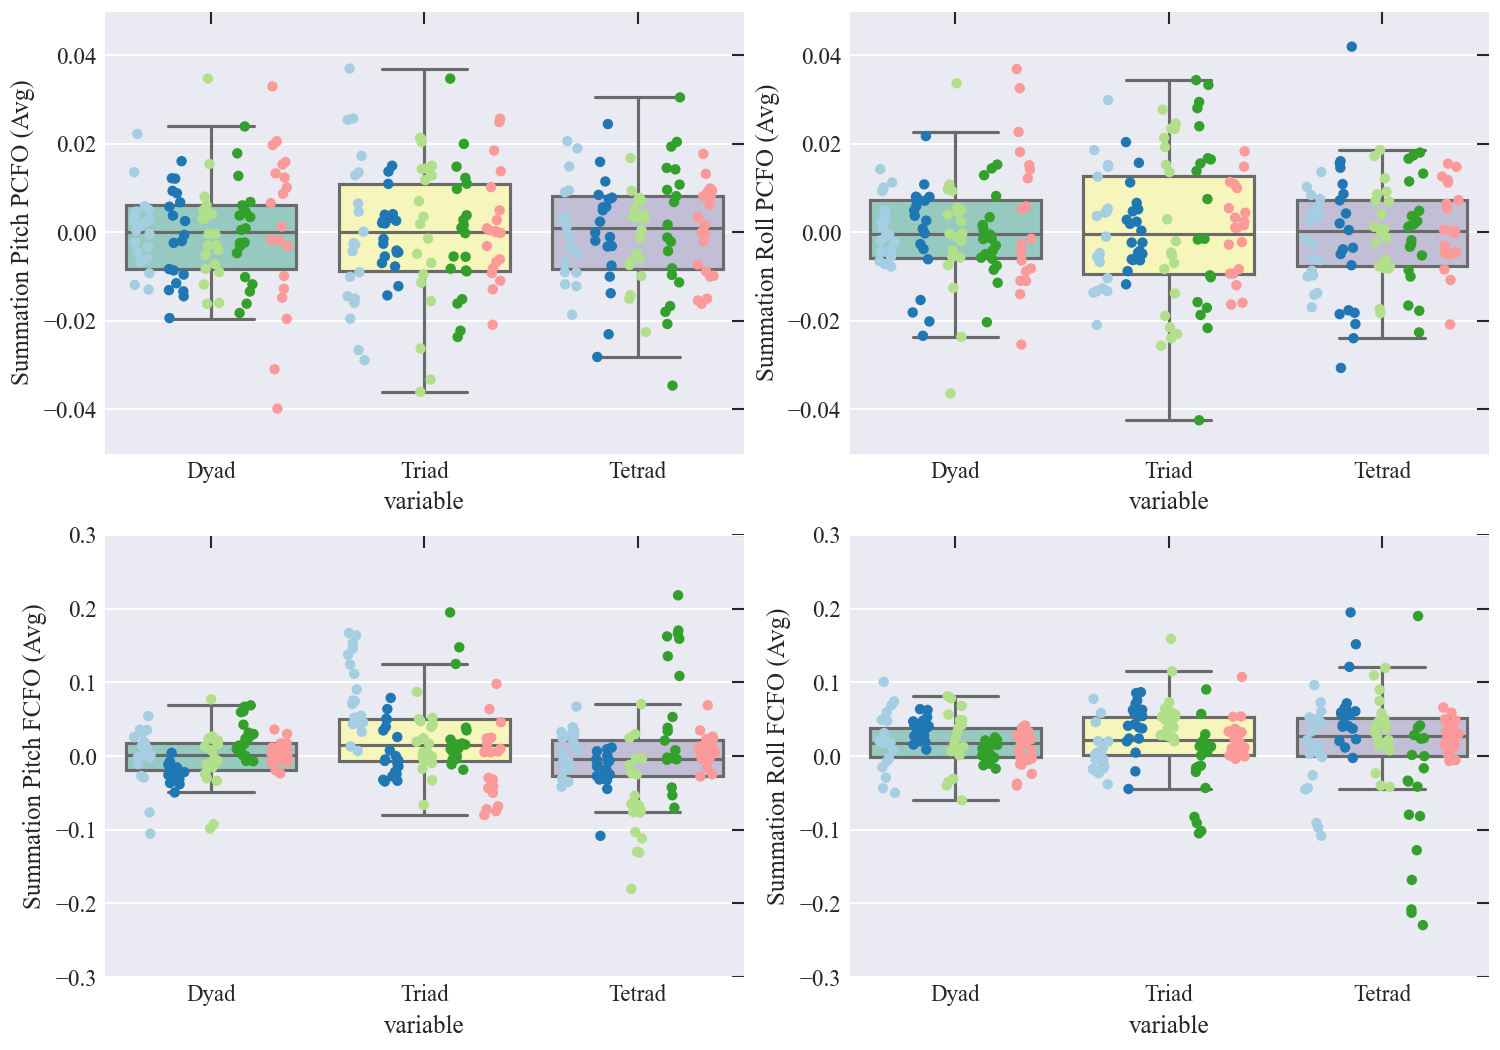 Summation Pitch PCFO (Avg)
0.04
0.02
0.00
−0.02
−0.04
Dyad Triad Tetrad
variable
Summation Roll PCFO (Avg)
0.04
0.02
0.00
−0.02
−0.04
Dyad Triad Tetrad
variable
Summation Pitch FCFO (Avg)
0.3
0.2
0.1
0.0
−0.1
−0.2
−0.3
Dyad Triad Tetrad
variable
Summation Roll FCFO (Avg)
0.3
0.2
0.1
0.0
−0.1
−0.2
−0.3
Dyad Triad Tetrad
variable